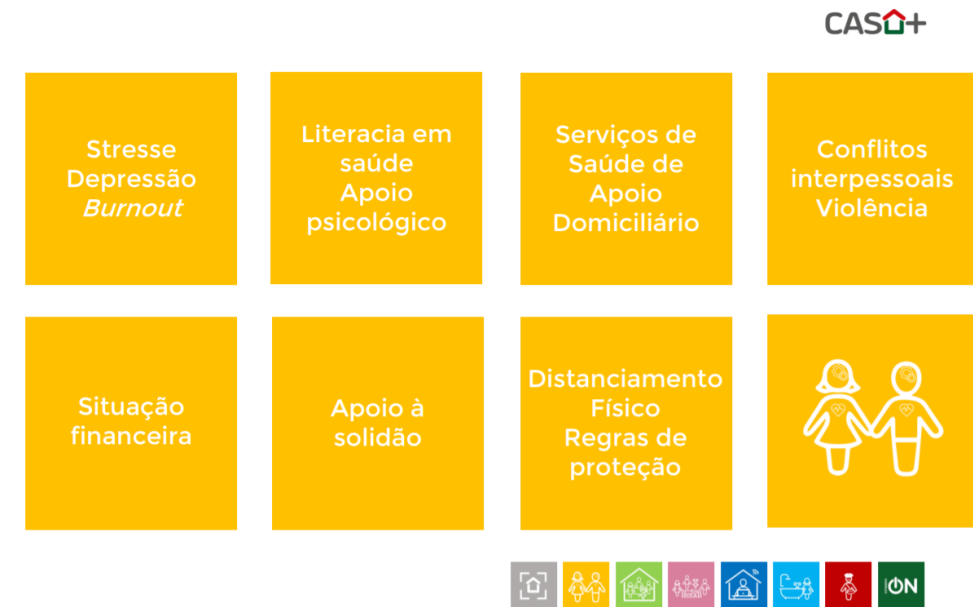 CASA+
Stresse
Depressão
Burnout
Literacia em
saúde
Apoio
psicológico
Serviços de
Saúde de
Apoio
Domiciliário
Conflitos
interpessoais
Violência
Situação
financeira
Apoio à
solidão
Distanciamento
Físico
Regras de
proteção
ON